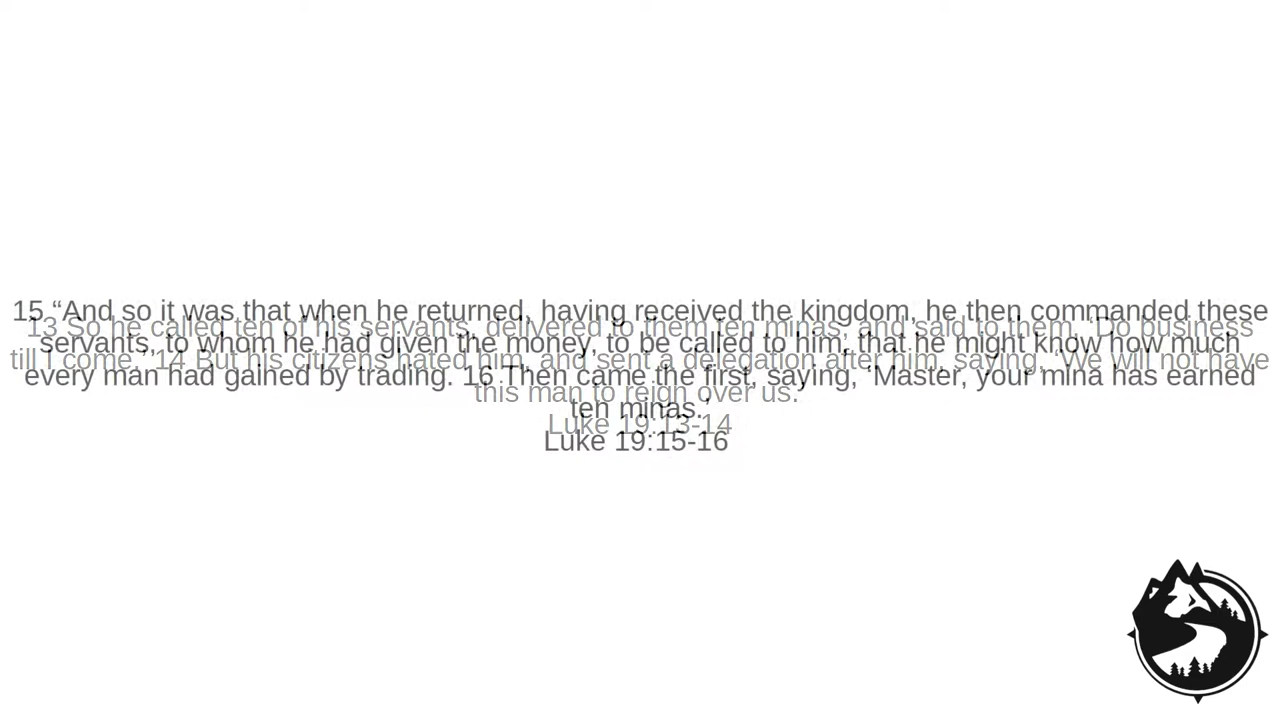 15 “And so it was that when he returned, having received the kingdom, he then commanded these
servants, to whom he had given the money, to be called to him, that he might know how much
every man had gained by trading. 16 Then came the first, saying, ‘Master, your mina has earned
ten minas.’
Luke 19:15-16
13 So he called ten of his servants, delivered to them ten minas, and said to them, ‘Do business
till I come.’ 14 But his citizens hated him, and sent a delegation after him, saying, ‘We will not have
this man to reign over us.’
Luke 19:13-14